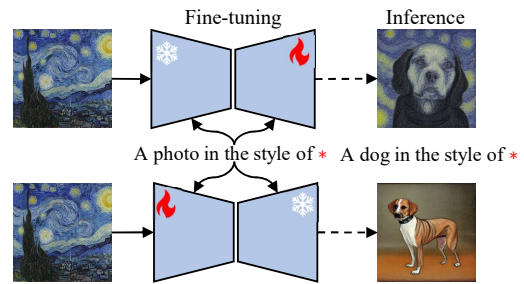 Fine-tuning Inference
A photo in the style of * A dog in the style of *